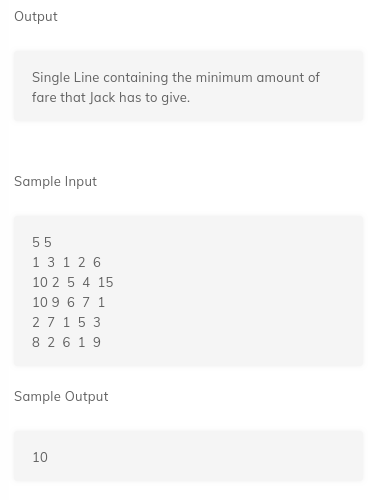 Output
Single Line containing the minimum amount of
fare that Jack has to give.
Sample Input
5 5
1 3 1 2 6
10 2 5 4 15
10 9 6 7 1
2 7 1 5 3
8 2 6 1 9
Sample Output
10